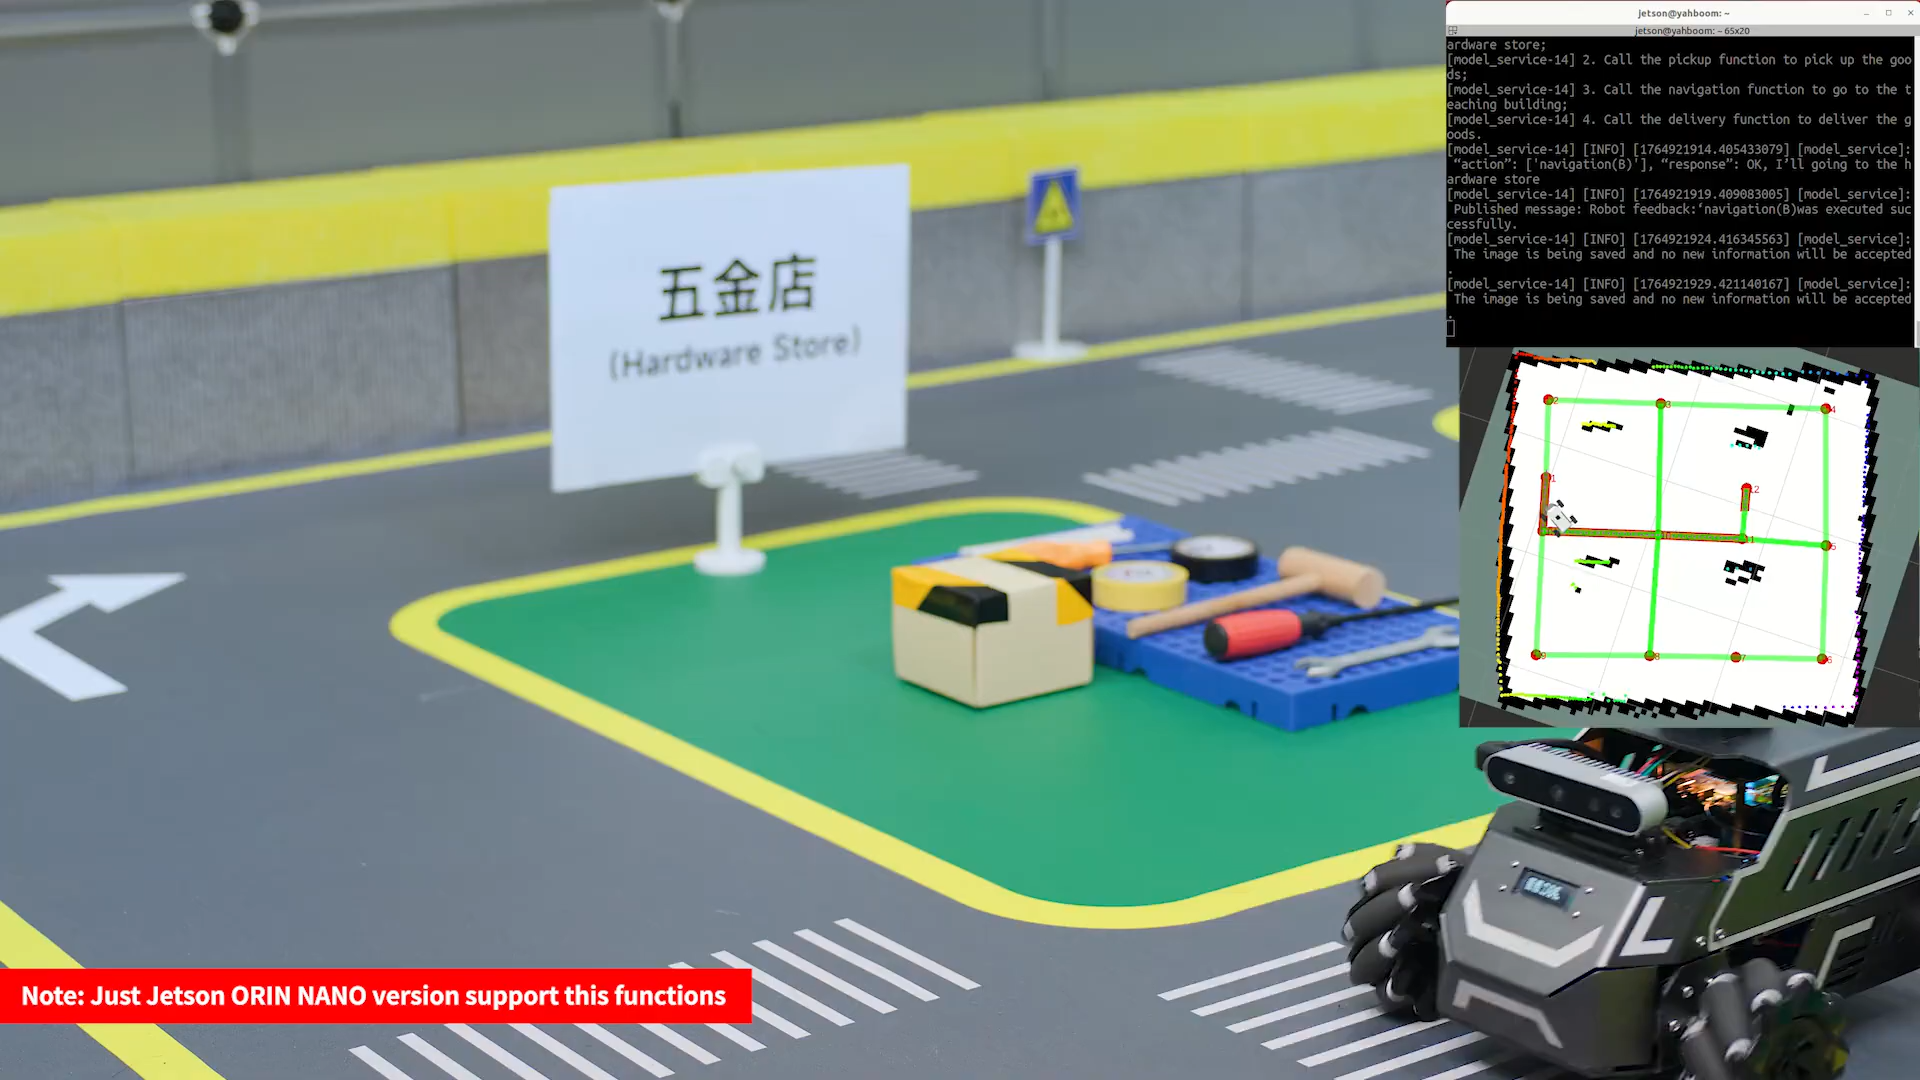 jetson@yahboom: ~
jetson@yahboom: ~ 65x20
ardware store;
[model_service-14] 2. Call the pickup function to pick up the goo
ds;
[model_service-14] 3. Call the navigation function to go to the t
eaching building;
[model_service-14] 4. Call the delivery function to deliver the g
oods.
[model_service-14] [INFO] [1764921914.405433079] [model_service]:
“action”: ['navigation(B)'], “response”: OK, I’ll going to the h
ardware store
[model_service-14] [INFO] [1764921919.409083005] [model_service]:
Published message: Robot feedback:‘navigation(B)was executed suc
cessfully.
[model_service-14] [INFO] [1764921924.416345563] [model_service]:
The image is being saved and no new information will be accepted
.
[model_service-14] [INFO] [1764921929.421140167] [model_service]:
The image is being saved and no new information will be accepted
.
五金店
(Hardware Store)
Note: Just Jetson ORIN NANO version support this functions